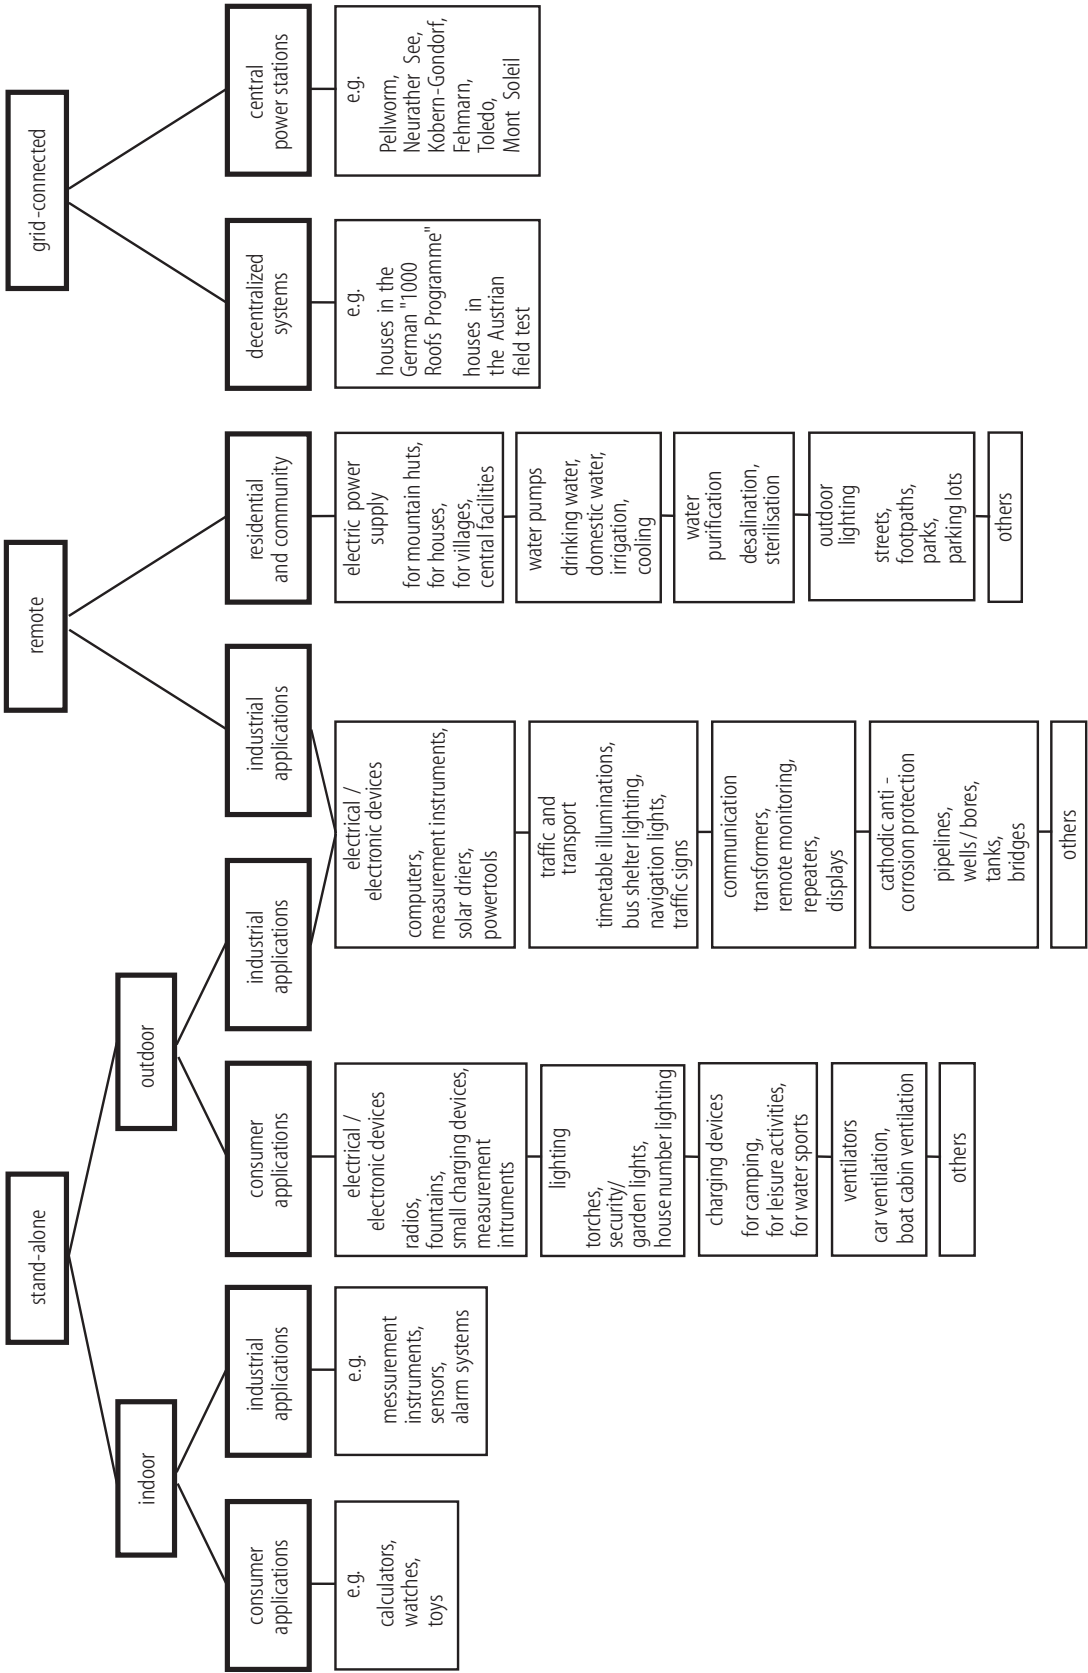 stand-alone
remote
grid-connected
indoor
outdoor
consumer
applications
industrial
applications
consumer
applications
industrial
applications
industrial
applications
residential
and community
decentralized
systems
central
power stations
e.g.
calculators,
watches,
toys
e.g.
messurement
instruments,
sensors,
alarm systems
electrical /
electronic devices
radios,
fountains,
small charging devices,
measurement
intruments
lighting
torches,
security/
garden lights,
house number lighting
charging devices
for camping,
for leisure activities,
for water sports
ventilators
car ventilation,
boat cabin ventilation
others
electrical /
electronic devices
computers,
measurement instruments,
solar driers,
powertools
traffic and
transport
timetable illuminations,
bus shelter lighting,
navigation lights,
traffic signs
communication
transformers,
remote monitoring,
repeaters,
displays
cathodic anti -
corrosion protection
pipelines,
wells / bores,
tanks,
bridges
others
electric power
supply
for mountain huts,
for houses,
for villages,
central facilities
water pumps
drinking water,
domestic water,
irrigation,
cooling
water
purification
desalination,
sterilisation
outdoor
lighting
streets,
footpaths,
parks,
parking lots
others
e.g.
houses in the
German "1000
Roofs Programme"
houses in
the Austrian
field test
e.g.
Pellworm,
Neurather See,
Kobern-Gondorf,
Fehmarn,
Toledo,
Mont Soleil